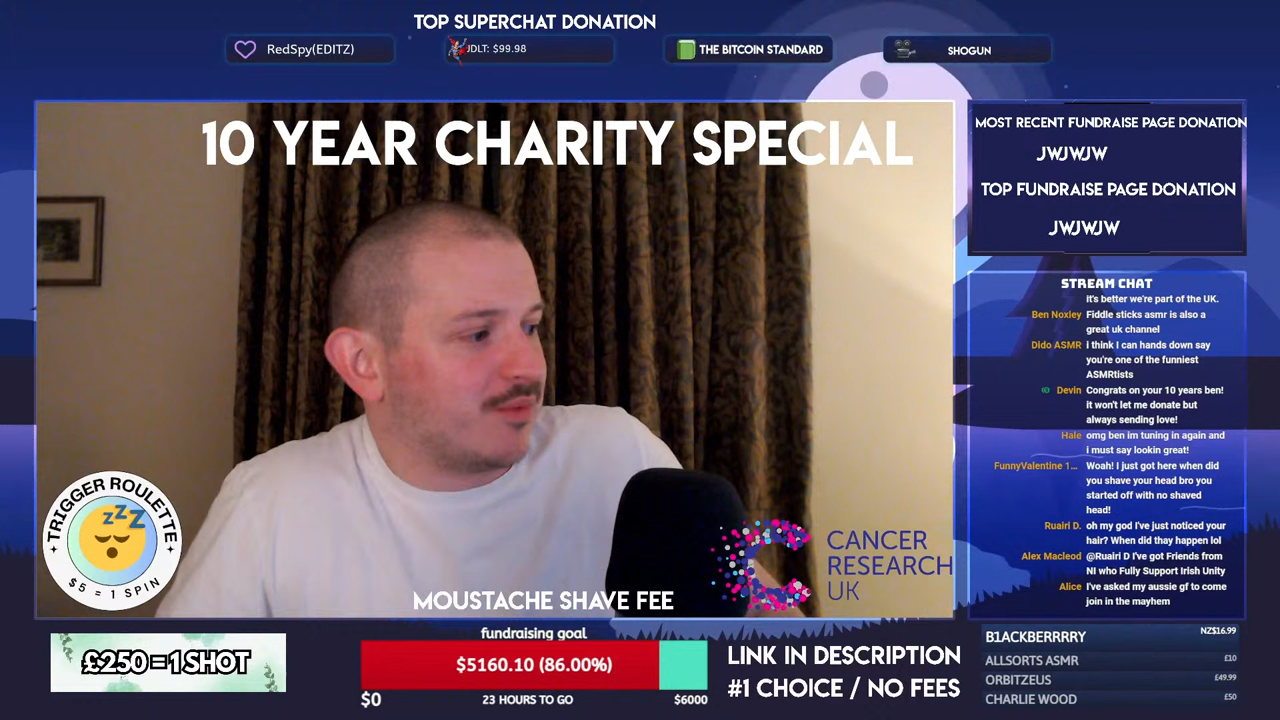 TOP SUPERCHAT DONATION
RedSpy(EDITZ)
JDLT: $99.98
THE BITCOIN STANDARD
SHOGUN
10 YEAR CHARITY SPECIAL
MOST RECENT FUNDRAISE PAGE DONATION
JWJWJW
TOP FUNDRAISE PAGE DONATION
JWJWJW
STREAM CHAT
it's better we're part of the UK.
Ben Noxley Fiddle sticks asmr is also a
great uk channel
Dido ASMR i think I can hands down say
you're one of the funniest
ASMRtists
Devin Congrats on your 10 years ben!
it won't let me donate but
always sending love!
Hale omg ben im tuning in again and
i must say lookin great!
FunnyValentine 1... Woah! I just got here when did
you shave your head bro you
started off with no shaved
head!
Ruairi D. oh my god I've just noticed your
hair? When did thay happen lol
Alex Macleod @Ruairi D I've got Friends from
NI who Fully Support Irish Unity
Alice I've asked my aussie gf to come
join in the mayhem
TRIGGER ROULETTE
zzz
$5 = 1 SPIN
CANCER
RESEARCH
UK
MOUSTACHE SHAVE FEE
£250 = 1 SHOT
fundraising goal
$5160.10 (86.00%)
$0
23 HOURS TO GO
$6000
LINK IN DESCRIPTION
#1 CHOICE / NO FEES
B1ACKBERRRRY NZ$16.99
ALLSORTS ASMR £10
ORBITZEUS £49.99
CHARLIE WOOD £50